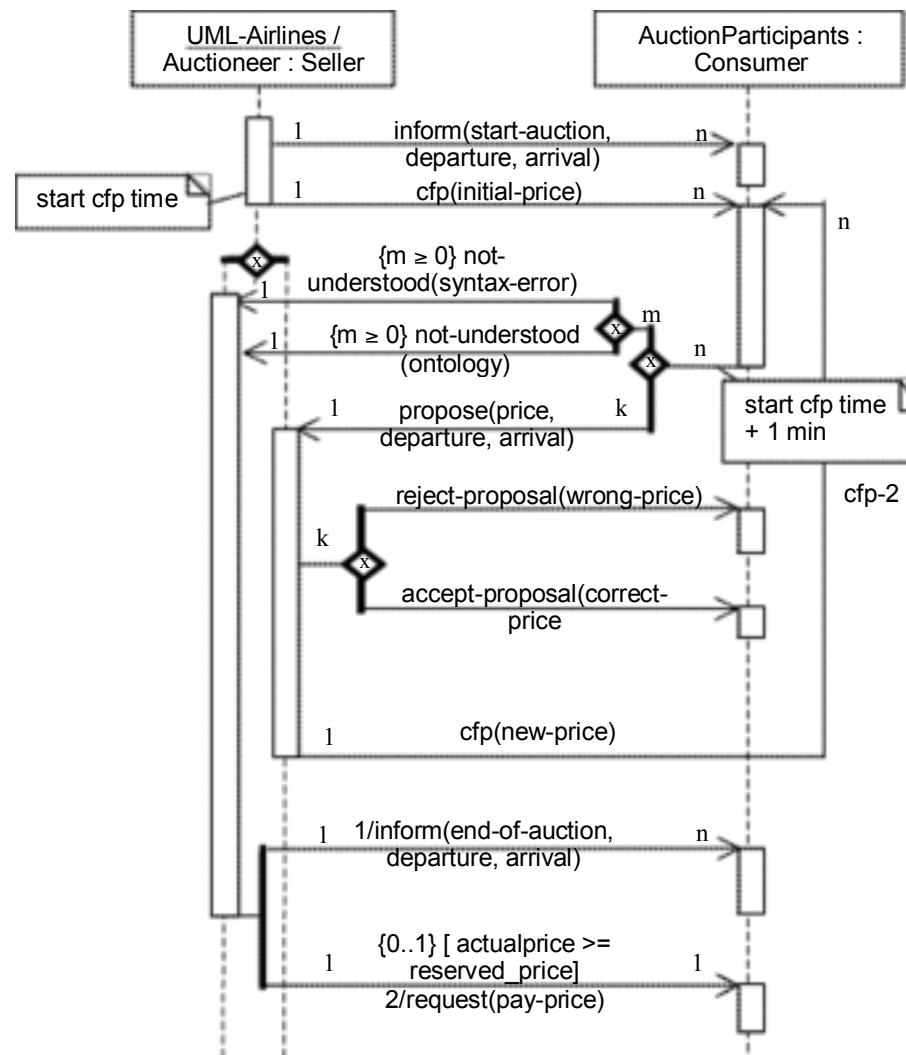 UML-Airlines /
Auctioneer : Seller
AuctionParticipants :
Consumer
1
inform(start-auction,
departure, arrival)
n
start cfp time
1
cfp(initial-price)
n
n
x
{m ≥ 0} not-
understood(syntax-error)
1
x
m
1
{m ≥ 0} not-understood
(ontology)
x
n
start cfp time
+ 1 min
1
propose(price,
departure, arrival)
k
cfp-2
reject-proposal(wrong-price)
k
x
accept-proposal(correct-
price
1
cfp(new-price)
1
1/inform(end-of-auction,
departure, arrival)
n
{0..1} [ actualprice >=
reserved_price]
1
1
2/request(pay-price)